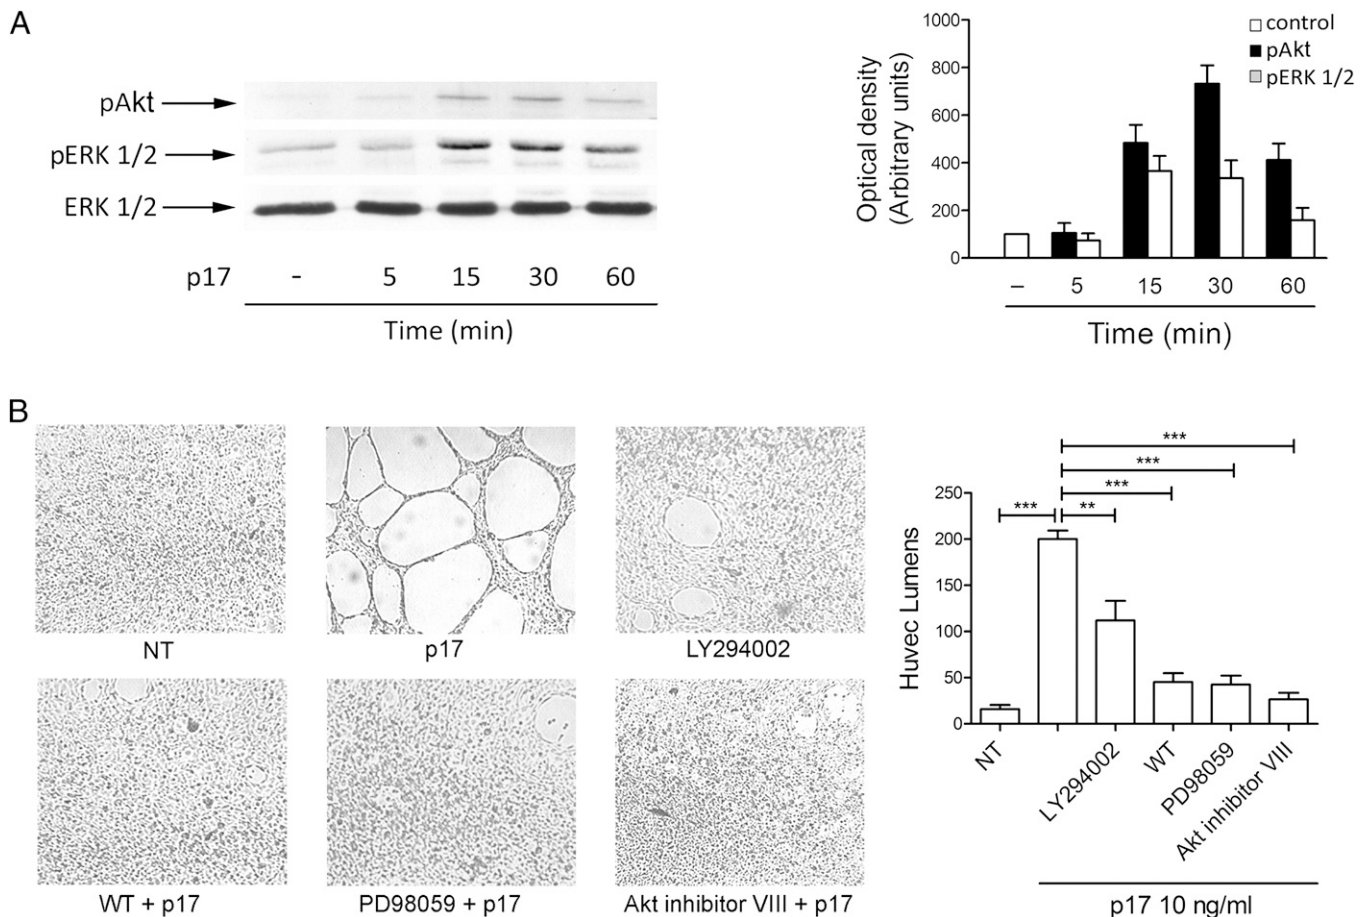 A
pAkt
pERK 1/2
ERK 1/2
p17 - 5 15 30 60
Time (min)
1000
800
600
400
200
0
Optical density
(Arbitrary units)
control
pAkt
pERK 1/2
– 5 15 30 60
Time (min)
B
NT p17 LY294002
WT + p17 PD98059 + p17 Akt inhibitor VIII + p17
***
***
***
*** **
250
200
150
100
50
0
Huvec Lumens
NT
LY294002
WT
PD98059
Akt inhibitor VIII
p17 10 ng/ml